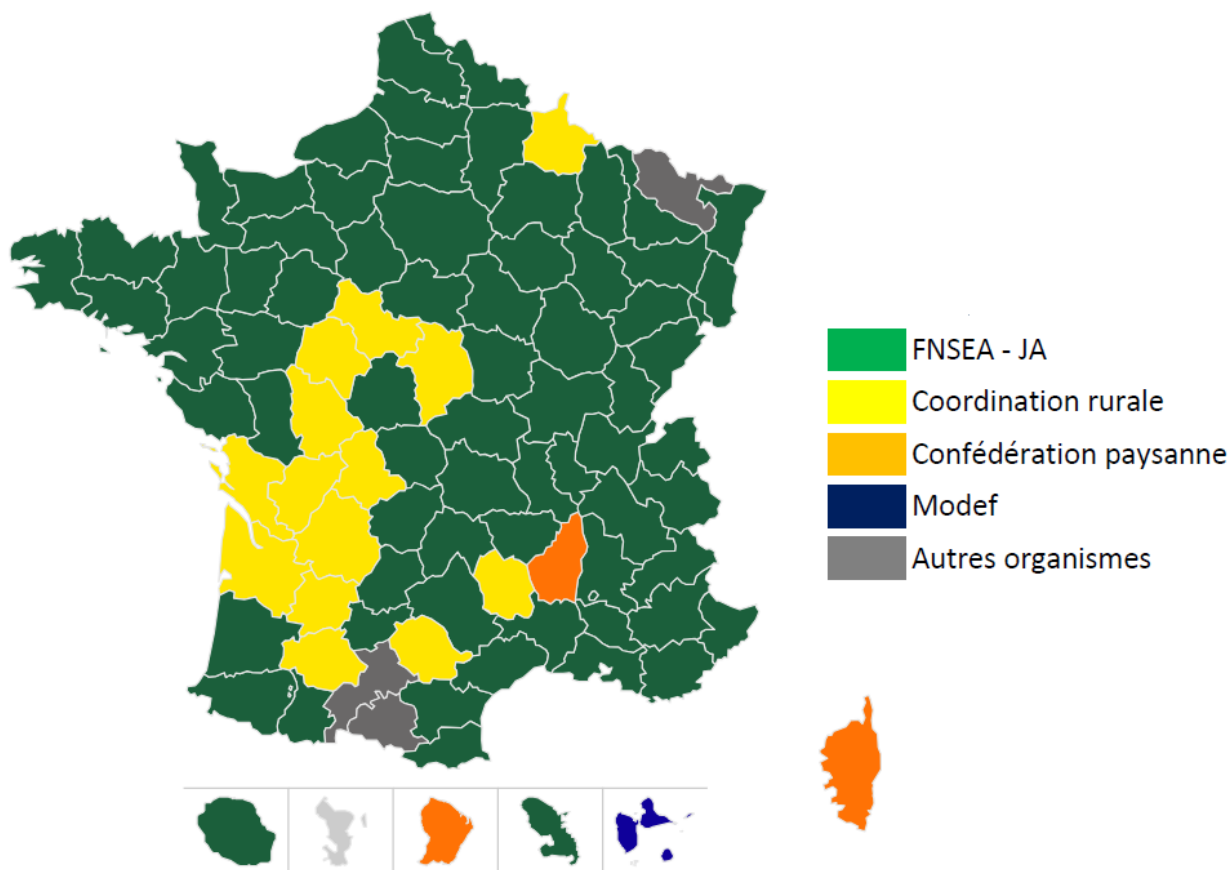 FNSEA - JA
Coordination rurale
Confédération paysanne
Modef
Autres organismes